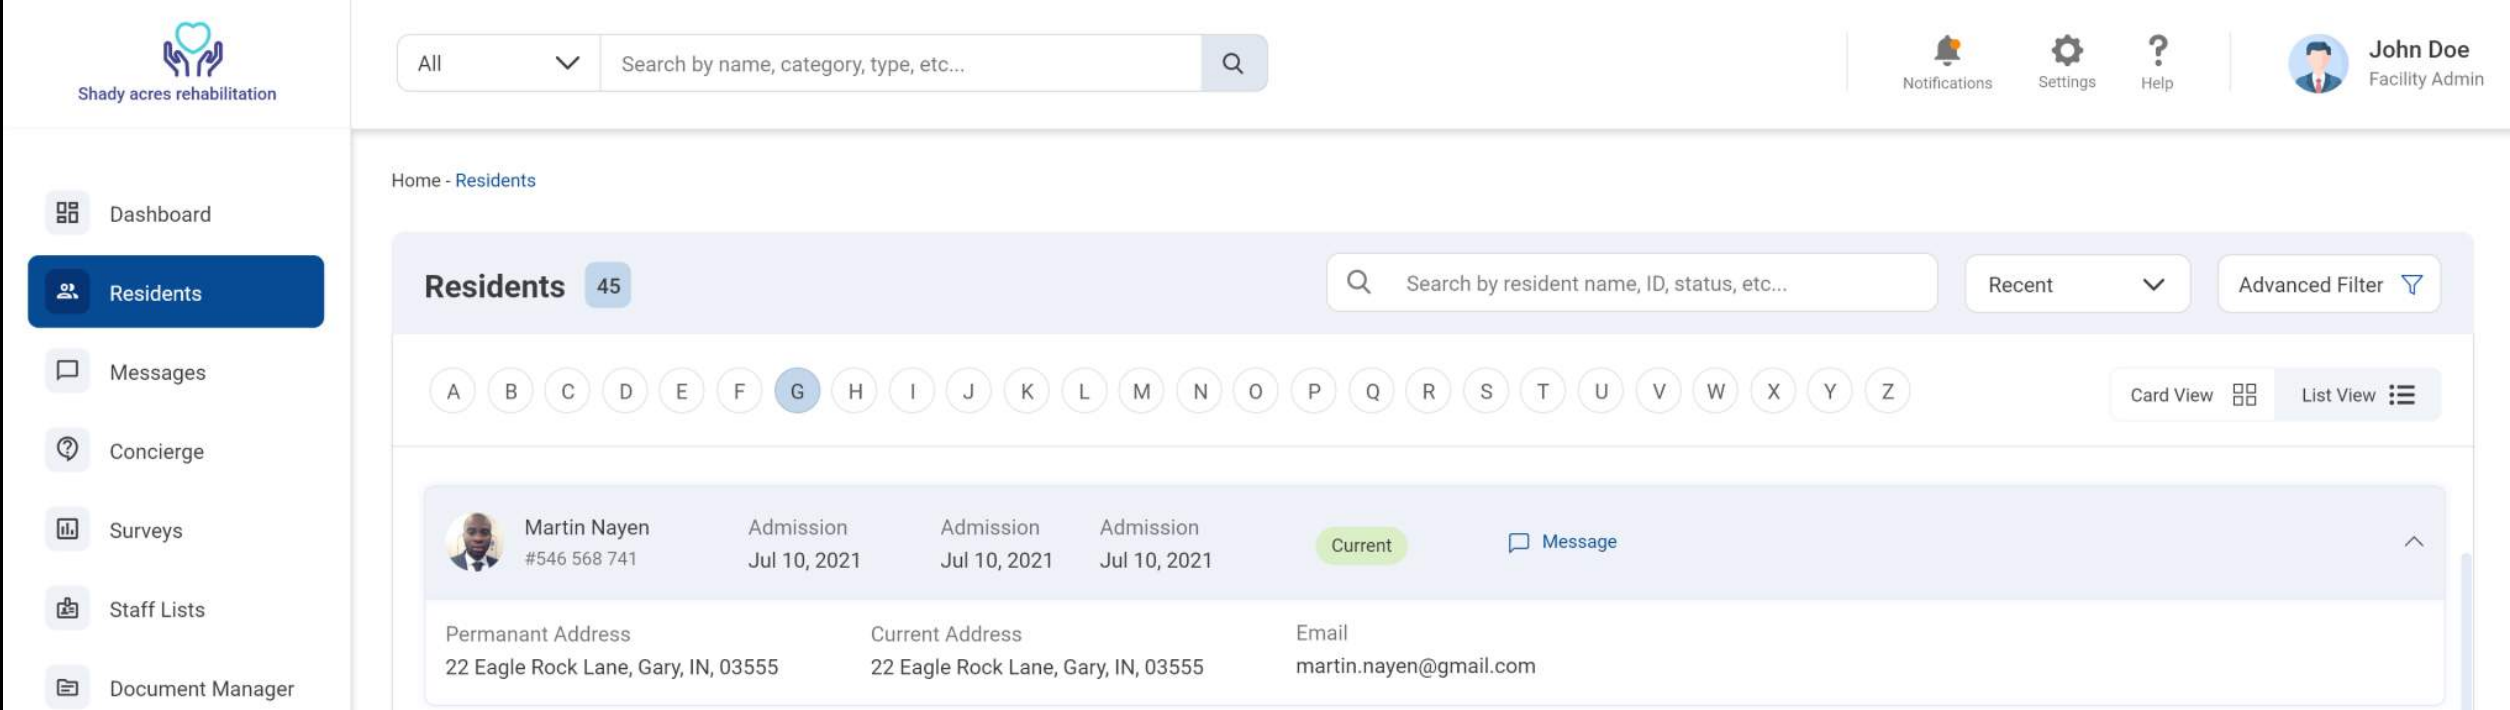 Shady acres rehabilitation
All
Search by name, category, type, etc...
Notifications
Settings
Help
John Doe
Facility Admin
Dashboard
Residents
Messages
Concierge
Surveys
Staff Lists
Document Manager
Home - Residents
Residents 45
Search by resident name, ID, status, etc...
Recent
Advanced Filter
A B C D E F G H I J K L M N O P Q R S T U V W X Y Z
Card View
List View
Martin Nayen
#546 568 741
Admission
Jul 10, 2021
Admission
Jul 10, 2021
Admission
Jul 10, 2021
Current
Message
Permanant Address
22 Eagle Rock Lane, Gary, IN, 03555
Current Address
22 Eagle Rock Lane, Gary, IN, 03555
Email
martin.nayen@gmail.com